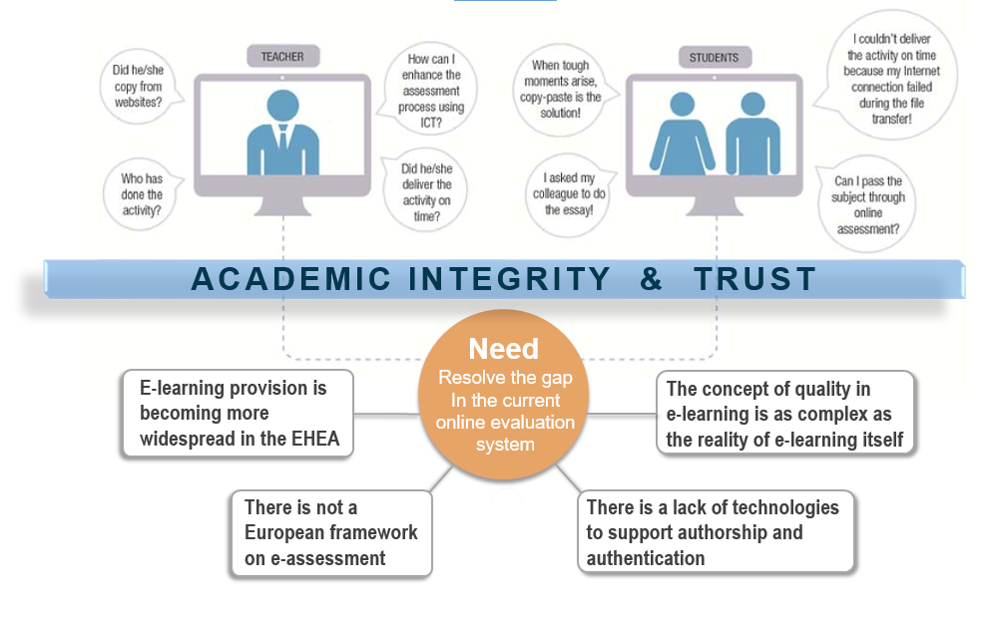 TEACHER
Did he/she
copy from
websites?
How can I
enhance the
assessment
process using
ICT?
Who has
done the
activity?
Did he/she
deliver the
activity on
time?
STUDENTS
When tough
moments arise,
copy-paste is the
solution!
I couldn't deliver
the activity on time
because my Internet
connection failed
during the file
transfer!
I asked my
colleague to do
the essay!
Can I pass the
subject through
online
assessment?
ACADEMIC INTEGRITY & TRUST
Need
Resolve the gap
In the current
online evaluation
system
E-learning provision is
becoming more
widespread in the EHEA
The concept of quality in
e-learning is as complex as
the reality of e-learning itself
There is not a
European framework
on e-assessment
There is a lack of technologies
to support authorship and
authentication